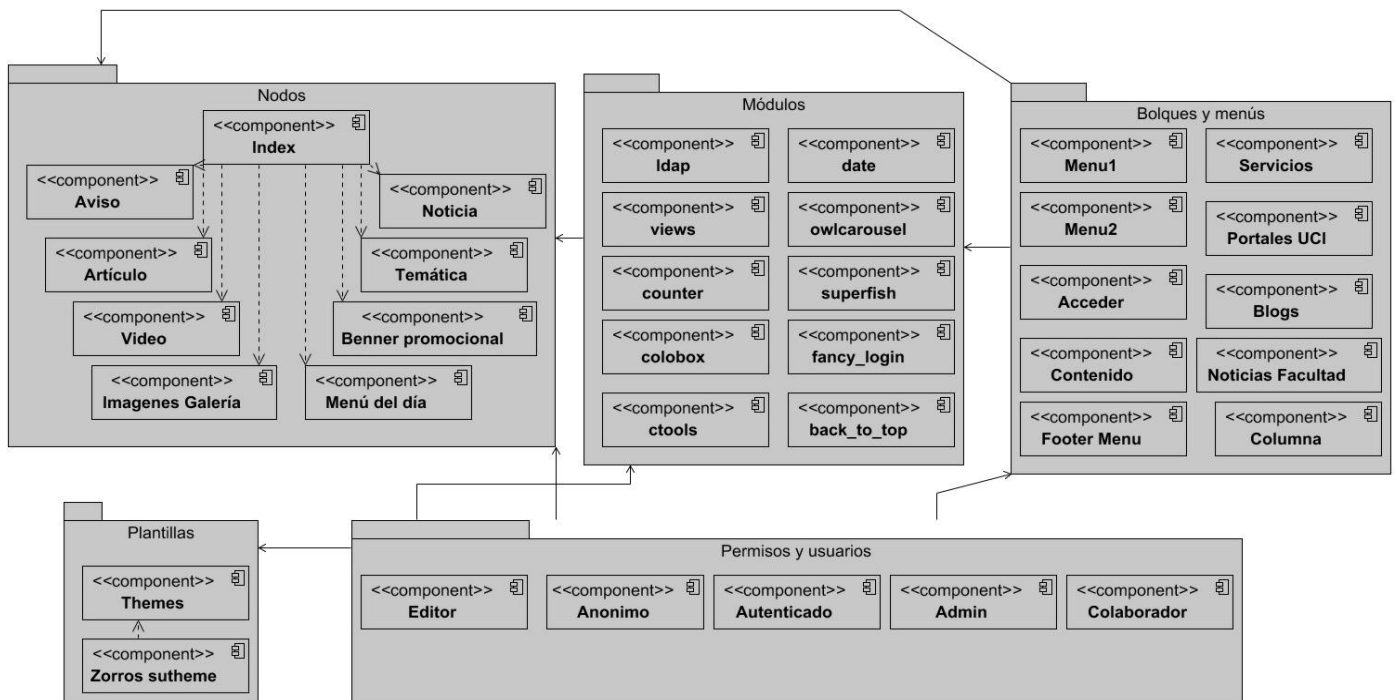 Nodos
<<component>>
Index
<<component>>
Aviso
<<component>>
Noticia
<<component>>
Artículo
<<component>>
Temática
<<component>>
Video
<<component>>
Benner promocional
<<component>>
Imagenes Galería
<<component>>
Menú del día
Módulos
<<component>>
ldap
<<component>>
date
<<component>>
views
<<component>>
owlcarousel
<<component>>
counter
<<component>>
superfish
<<component>>
colobox
<<component>>
fancy_login
<<component>>
ctools
<<component>>
back_to_top
Bolques y menús
<<component>>
Menu1
<<component>>
Servicios
<<component>>
Menu2
<<component>>
Portales UCI
<<component>>
Acceder
<<component>>
Blogs
<<component>>
Contenido
<<component>>
Noticias Facultad
<<component>>
Footer Menu
<<component>>
Columna
Plantillas
<<component>>
Themes
<<component>>
Zorros sutheme
Permisos y usuarios
<<component>>
Editor
<<component>>
Anonimo
<<component>>
Autenticado
<<component>>
Admin
<<component>>
Colaborador